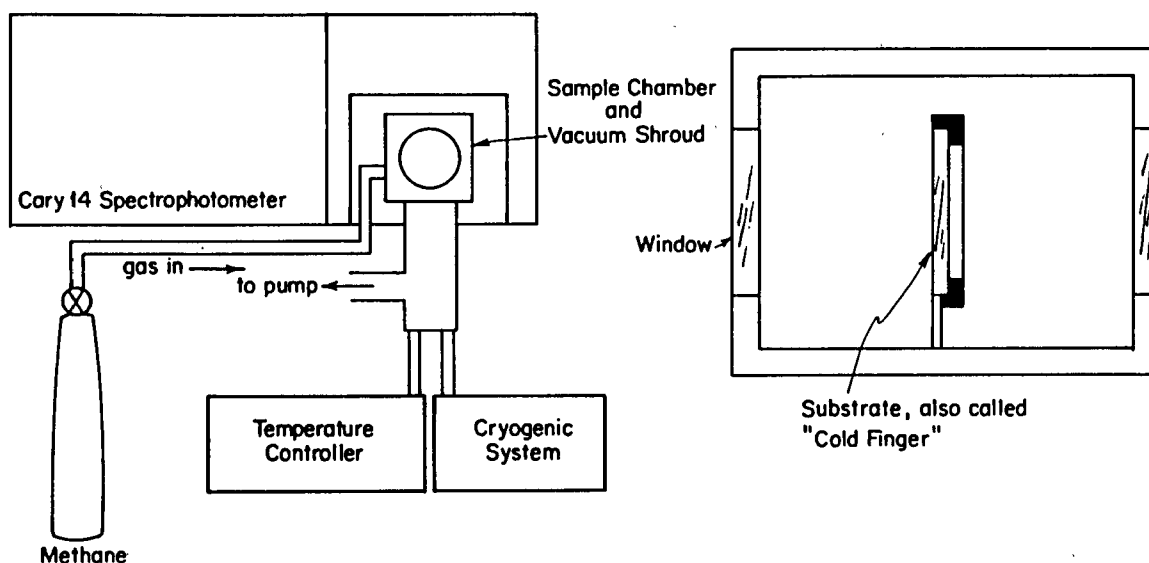 Sample Chamber
and
Vacuum Shroud
Cary 14 Spectrophotometer
gas in
to pump
Temperature
Controller
Cryogenic
System
Methane
Window
Substrate, also called
"Cold Finger"